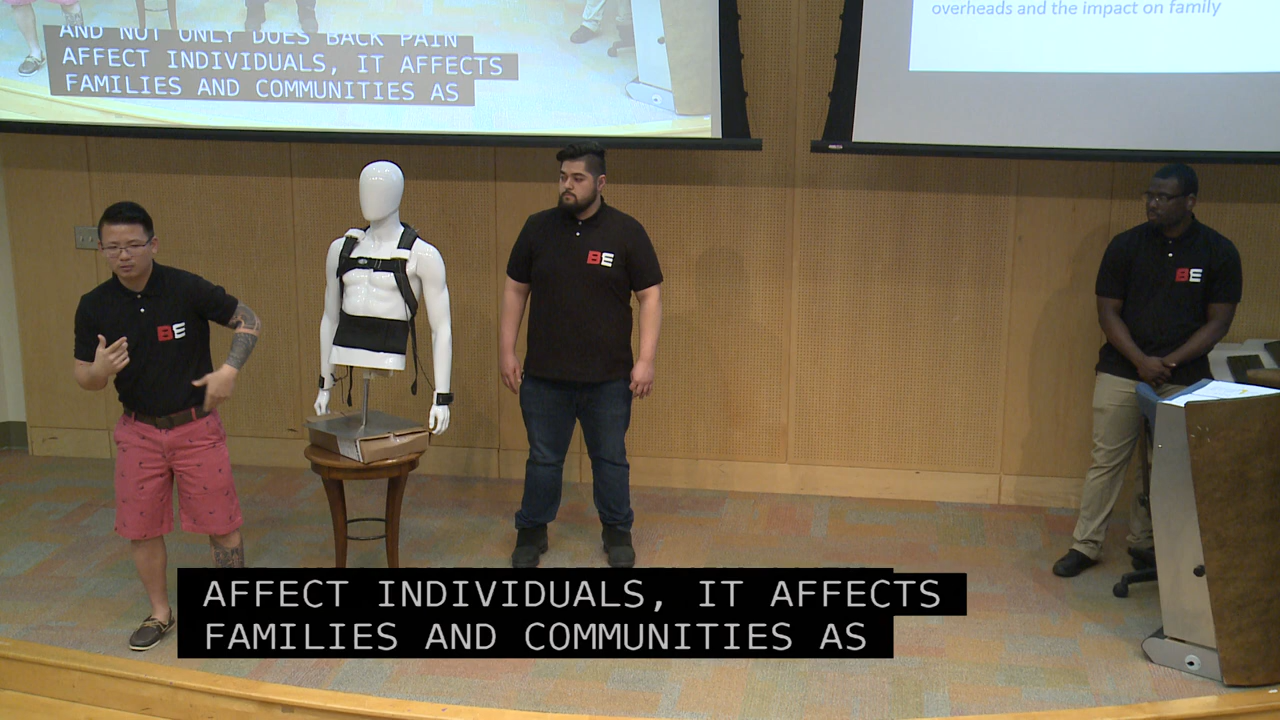 AND NOT ONLY DOES BACK PAIN
AFFECT INDIVIDUALS, IT AFFECTS
FAMILIES AND COMMUNITIES AS
overheads and the impact on family
BE
BE
BE
AFFECT INDIVIDUALS, IT AFFECTS
FAMILIES AND COMMUNITIES AS